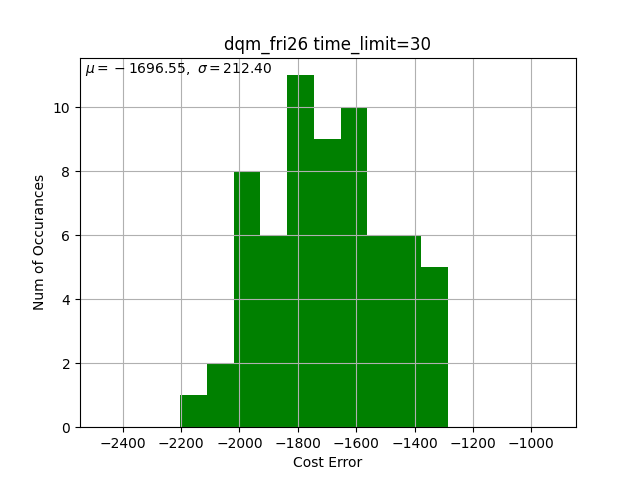 dqm_fri26 time_limit=30
μ = −1696.55, σ = 212.40
10
8
6
4
2
0
Num of Occurances
−2400 −2200 −2000 −1800 −1600 −1400 −1200 −1000
Cost Error